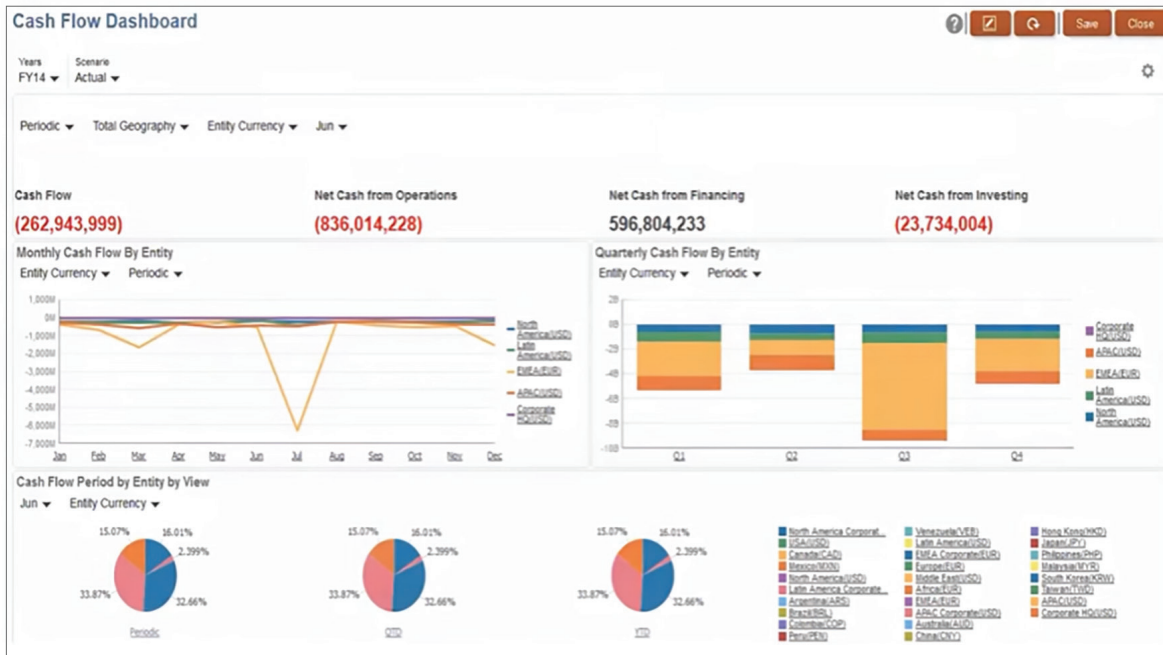 Cash Flow Dashboard
Save Close
Years Scenario
FY14 Actual
Periodic Total Geography Entity Currency Jun
Cash Flow Net Cash from Operations Net Cash from Financing Net Cash from Investing
(262,943,999) (836,014,228) 596,804,233 (23,734,004)
Monthly Cash Flow By Entity
Entity Currency Periodic
1,000M
0M
-1,000M
-2,000M
-3,000M
-4,000M
-5,000M
-6,000M
-7,000M
Jan Feb Mar Apr May Jun Jul Aug Sep Oct Nov Dec
North
America(USD)
Latin
America(USD)
EMEA(EUR)
APAC(USD)
Corporate
HQ(USD)
Quarterly Cash Flow By Entity
Entity Currency Periodic
2B
0B
-2B
-4B
-6B
-8B
-10B
Q1 Q2 Q3 Q4
Corporate
HQ(USD)
APAC(USD)
EMEA(EUR)
Latin
America(USD)
North
America(USD)
Cash Flow Period by Entity by View
Jun Entity Currency
15.07% 16.01%
2.399%
33.87% 32.66%
Periodic
15.07% 16.01%
2.399%
33.87% 32.66%
QTD
15.07% 16.01%
2.399%
33.87% 32.66%
YTD
North America Corporat...
USA(USD)
Canada(CAD)
Mexico(MXN)
North America(USD)
Latin America Corporate...
Argentina(ARS)
Brazil(BRL)
Colombia(COP)
Peru(PEN)
Venezuela(VEB)
Latin America(USD)
EMEA Corporate(EUR)
Europe(EUR)
Middle East(USD)
Africa(EUR)
EMEA(EUR)
APAC Corporate(USD)
Australia(AUD)
China(CNY)
Hong Kong(HKD)
Japan(JPY)
Philippines(PHP)
Malaysia(MYR)
South Korea(KRW)
Taiwan(TWD)
APAC(USD)
Corporate HQ(USD)